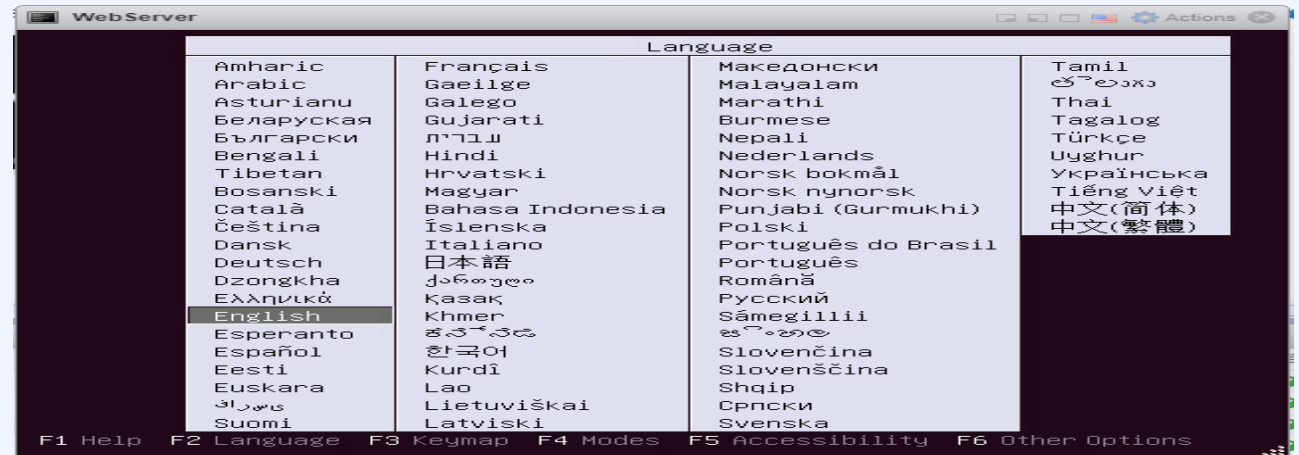 WebServer
Actions
Language
Amharic
Arabic
Asturianu
Беларуская
Български
Bengali
Tibetan
Bosanski
Català
Čeština
Dansk
Deutsch
Dzongkha
Ελληνικά
English
Esperanto
Español
Eesti
Euskara
Suomi
Français
Gaeilge
Galego
Gujarati
עברית
Hindi
Hrvatski
Magyar
Bahasa Indonesia
Íslenska
Italiano
日本語
ქართული
Қазақ
Khmer
한국어
Kurdî
Lao
Lietuviškai
Latviski
Македонски
Malayalam
Marathi
Burmese
Nepali
Nederlands
Norsk bokmål
Norsk nynorsk
Punjabi (Gurmukhi)
Polski
Português do Brasil
Português
Română
Русский
Sámegillii
Slovenčina
Slovenščina
Shqip
Српски
Svenska
Tamil
Thai
Tagalog
Türkçe
Uyghur
Українська
Tiếng Việt
中文(简体)
中文(繁體)
F1 Help F2 Language F3 Keymap F4 Modes F5 Accessibility F6 Other Options